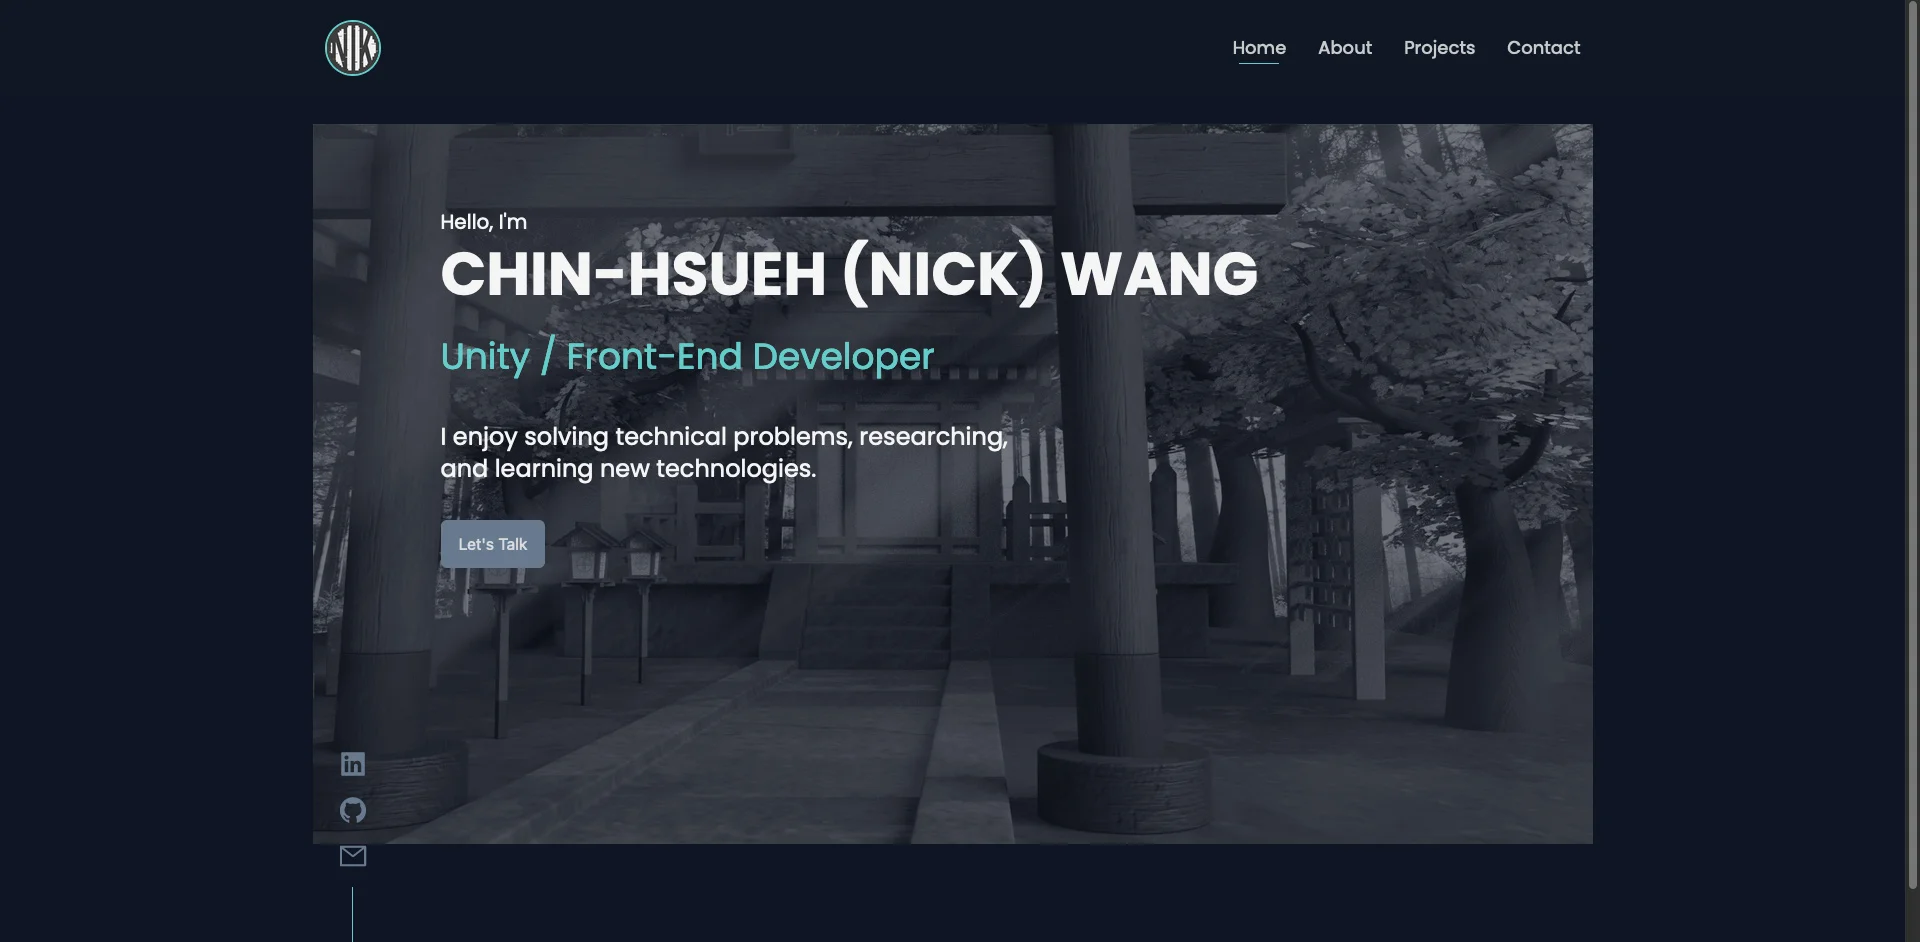 NK
Home About Projects Contact
Hello, I'm
CHIN-HSUEH (NICK) WANG
Unity / Front-End Developer
I enjoy solving technical problems, researching,
and learning new technologies.
Let's Talk
in